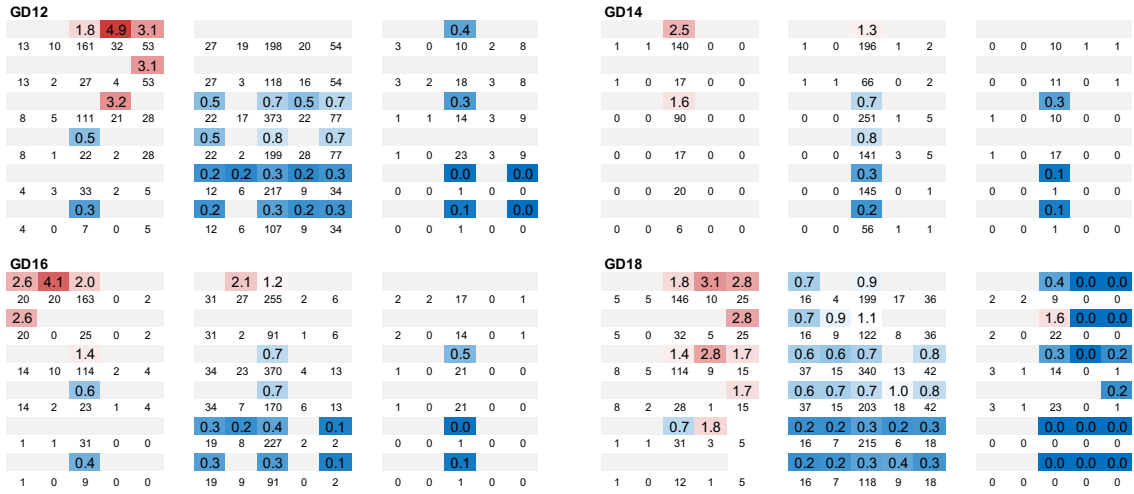 GD12 GD14
1.8 4.9 3.1 0.4 2.5 1.3
13 10 161 32 53 27 19 198 20 54 3 0 10 2 8 1 1 140 0 0 1 0 196 1 2 0 0 10 1 1
3.1
13 2 27 4 53 27 3 118 16 54 3 2 18 3 8 1 0 17 0 0 1 1 66 0 2 0 0 11 0 1
3.2 0.5 0.7 0.5 0.7 0.3 1.6 0.7 0.3
8 5 111 21 28 22 17 373 22 77 1 1 14 3 9 0 0 90 0 0 0 0 251 1 5 1 0 10 0 0
0.5 0.5 0.8 0.7 0.8
8 1 22 2 28 22 2 199 28 77 1 0 23 3 9 0 0 17 0 0 0 0 141 3 5 1 0 17 0 0
0.2 0.2 0.3 0.2 0.3 0.0 0.0 0.3 0.1
4 3 33 2 5 12 6 217 9 34 0 0 1 0 0 0 0 20 0 0 0 0 145 0 1 0 0 1 0 0
0.3 0.2 0.3 0.2 0.3 0.1 0.0 0.2 0.1
4 0 7 0 5 12 6 107 9 34 0 0 1 0 0 0 0 6 0 0 0 0 56 1 1 0 0 1 0 0
GD16 GD18
2.6 4.1 2.0 2.1 1.2 1.8 3.1 2.8 0.7 0.9 0.4 0.0 0.0
20 20 163 0 2 31 27 255 2 6 2 2 17 0 1 5 5 146 10 25 16 4 199 17 36 2 2 9 0 0
2.6 2.8 0.7 0.9 1.1 1.6 0.0 0.0
20 0 25 0 2 31 2 91 1 6 2 0 14 0 1 5 0 32 5 25 16 9 122 8 36 2 0 22 0 0
1.4 0.7 0.5 1.4 2.8 1.7 0.6 0.6 0.7 0.8 0.3 0.0 0.2
14 10 114 2 4 34 23 370 4 13 1 0 21 0 0 8 5 114 9 15 37 15 340 13 42 3 1 14 0 1
0.6 0.7 1.7 0.6 0.7 0.7 1.0 0.8 0.2
14 2 23 1 4 34 7 170 6 13 1 0 21 0 0 8 2 28 1 15 37 15 203 18 42 3 1 23 0 1
0.3 0.2 0.4 0.1 0.0 0.7 1.8 0.2 0.2 0.3 0.2 0.3 0.0 0.0 0.0
1 1 31 0 0 19 8 227 2 2 0 0 1 0 0 1 1 31 3 5 16 7 215 6 18 0 0 0 0 0
0.4 0.3 0.3 0.1 0.1 0.2 0.2 0.3 0.4 0.3 0.0 0.0 0.0
1 0 9 0 0 19 9 91 0 2 0 0 1 0 0 1 0 12 1 5 16 7 118 9 18 0 0 0 0 0